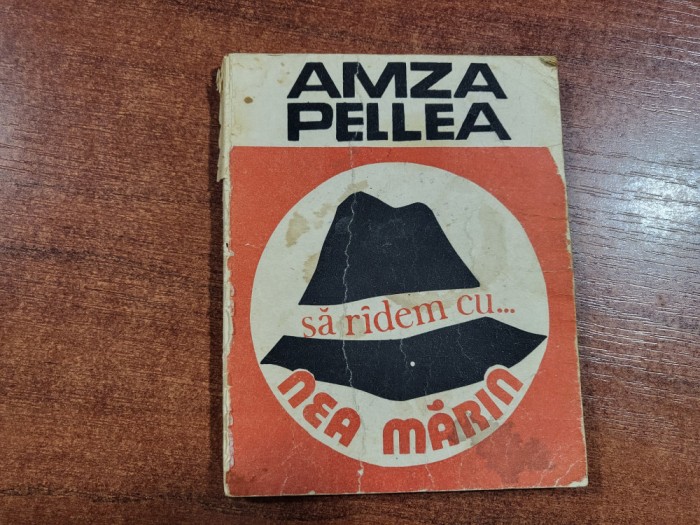 AMZA
PELLEA
să rîdem cu...
NEA MĂRIN